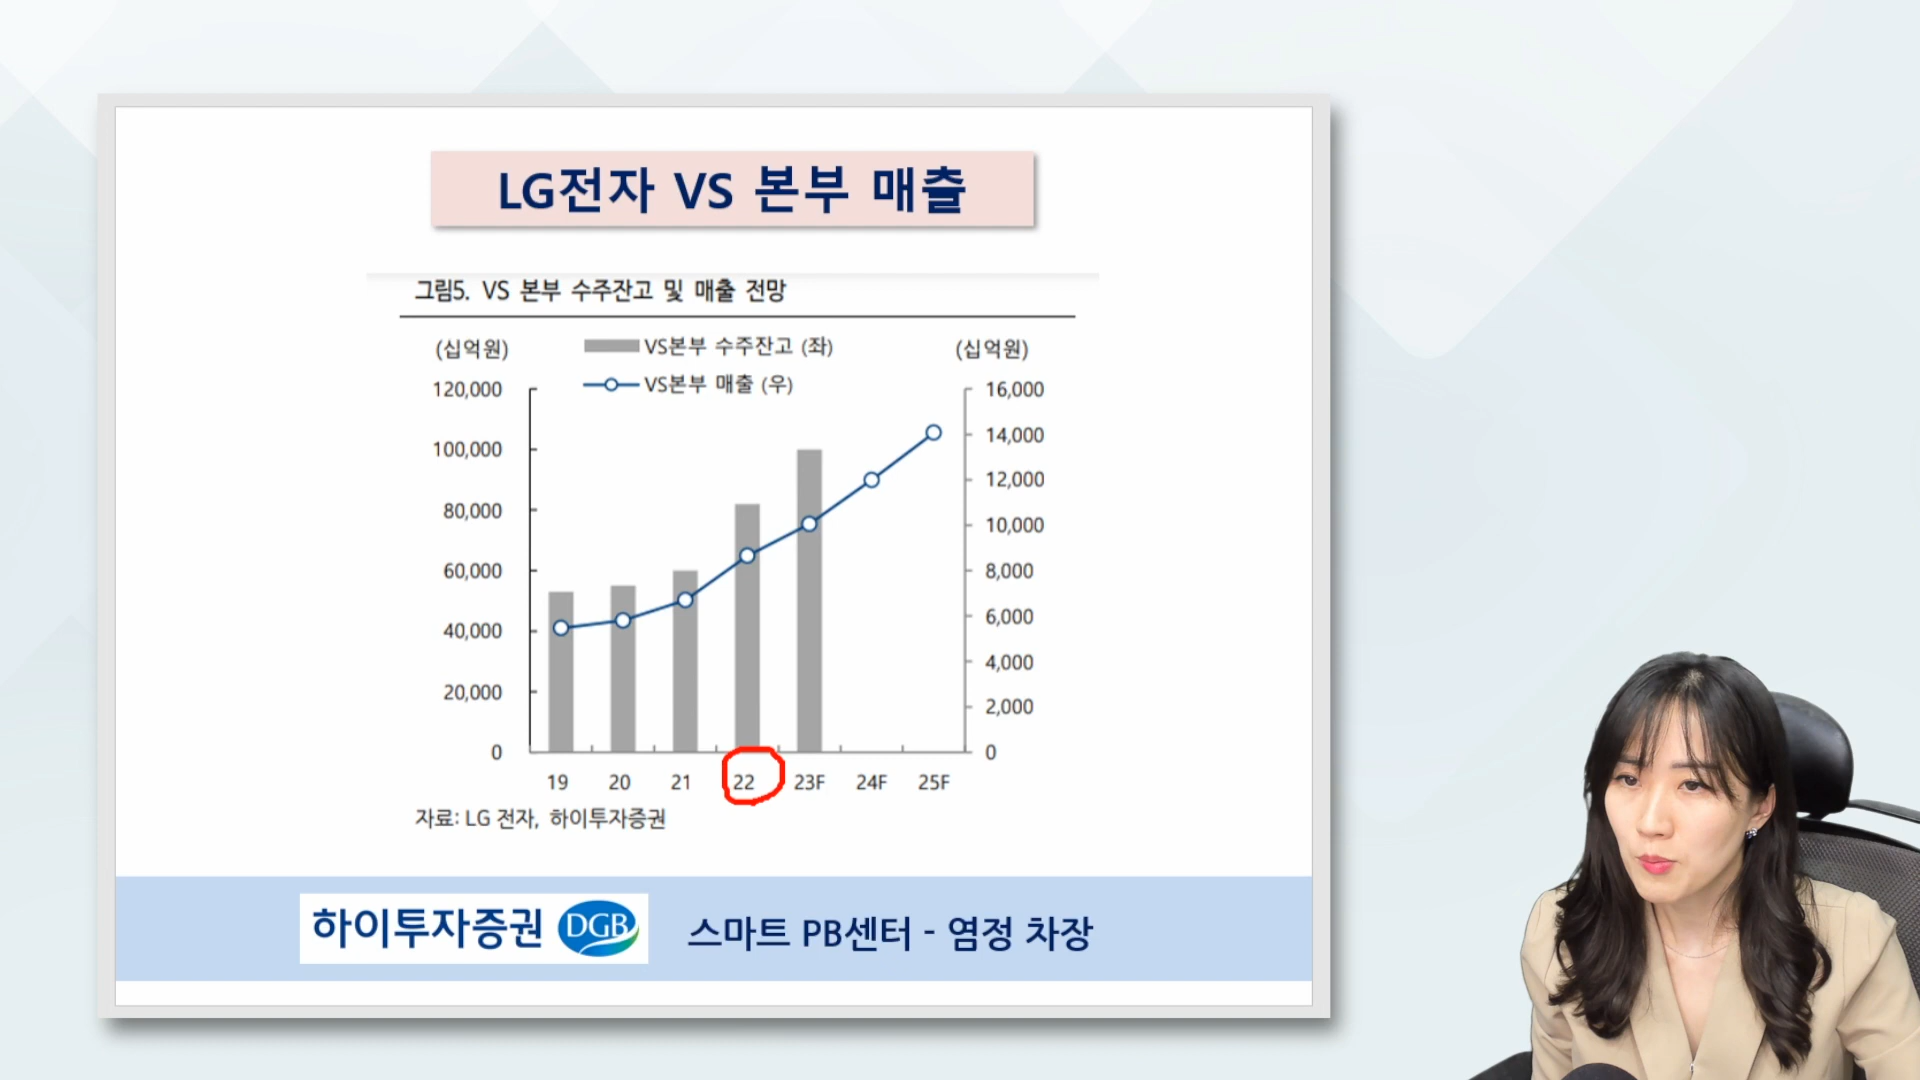 LG전자 VS 본부 매출
그림5. VS 본부 수주잔고 및 매출 전망
(십억원)
VS본부 수주잔고 (좌)
(십억원)
VS본부 매출 (우)
120,000
100,000
80,000
60,000
40,000
20,000
0
16,000
14,000
12,000
10,000
8,000
6,000
4,000
2,000
0
19 20 21 22 23F 24F 25F
자료: LG 전자, 하이투자증권
하이투자증권 DGB
스마트 PB센터 - 염정 차장